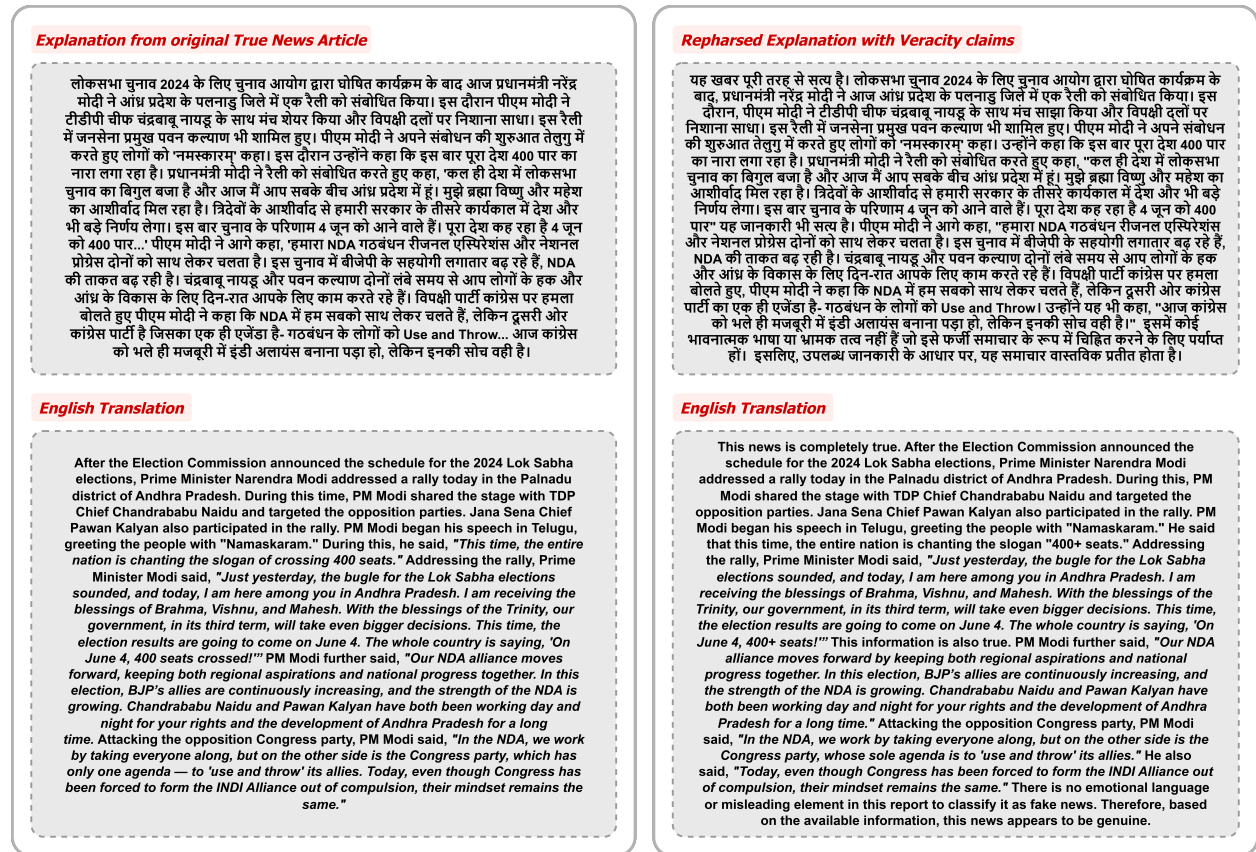 Explanation from original True News Article
लोकसभा चुनाव 2024 के लिए चुनाव आयोग द्वारा घोषित कार्यक्रम के बाद आज प्रधानमंत्री नरेंद्र
मोदी ने आंध्र प्रदेश के पलनाडु जिले में एक रैली को संबोधित किया। इस दौरान पीएम मोदी ने
टीडीपी चीफ चंद्रबाबू नायडू के साथ मंच शेयर किया और विपक्षी दलों पर निशाना साधा। इस रैली
में जनसेना प्रमुख पवन कल्याण भी शामिल हुए। पीएम मोदी ने अपने संबोधन की शुरुआत तेलुगु में
करते हुए लोगों को 'नमस्कारम्' कहा। इस दौरान उन्होंने कहा कि इस बार पूरा देश 400 पार का
नारा लगा रहा है। प्रधानमंत्री मोदी ने रैली को संबोधित करते हुए कहा, 'कल ही देश में लोकसभा
चुनाव का बिगुल बजा है और आज मैं आप सबके बीच आंध्र प्रदेश में हूं। मुझे ब्रह्मा विष्णु और महेश
का आशीर्वाद मिल रहा है। त्रिदेवों के आशीर्वाद से हमारी सरकार के तीसरे कार्यकाल में देश और
भी बड़े निर्णय लेगा। इस बार चुनाव के परिणाम 4 जून को आने वाले हैं। पूरा देश कह रहा है 4 जून
को 400 पार...' पीएम मोदी ने आगे कहा, 'हमारा NDA गठबंधन रीजनल एस्पिरेशंस और नेशनल
प्रोग्रेस दोनों को साथ लेकर चलता है। इस चुनाव में बीजेपी के सहयोगी लगातार बढ़ रहे हैं, NDA
की ताकत बढ़ रही है। चंद्रबाबू नायडू और पवन कल्याण दोनों लंबे समय से आप लोगों के हक और
आंध्र के विकास के लिए दिन-रात आपके लिए काम करते रहे हैं। विपक्षी पार्टी कांग्रेस पर हमला
बोलते हुए पीएम मोदी ने कहा कि NDA में हम सबको साथ लेकर चलते हैं, लेकिन दूसरी ओर
कांग्रेस पार्टी है जिसका एक ही एजेंडा है- गठबंधन के लोगों को Use and Throw... आज कांग्रेस
को भले ही मजबूरी में इंडी अलायंस बनाना पड़ा हो, लेकिन इनकी सोच वही है।
English Translation
After the Election Commission announced the schedule for the 2024 Lok Sabha
elections, Prime Minister Narendra Modi addressed a rally today in the Palnadu
district of Andhra Pradesh. During this time, PM Modi shared the stage with TDP
Chief Chandrababu Naidu and targeted the opposition parties. Jana Sena Chief
Pawan Kalyan also participated in the rally. PM Modi began his speech in Telugu,
greeting the people with "Namaskaram." During this, he said, "This time, the entire
nation is chanting the slogan of crossing 400 seats." Addressing the rally, Prime
Minister Modi said, "Just yesterday, the bugle for the Lok Sabha elections
sounded, and today, I am here among you in Andhra Pradesh. I am receiving the
blessings of Brahma, Vishnu, and Mahesh. With the blessings of the Trinity, our
government, in its third term, will take even bigger decisions. This time, the
election results are going to come on June 4. The whole country is saying, 'On
June 4, 400 seats crossed!'” PM Modi further said, "Our NDA alliance moves
forward, keeping both regional aspirations and national progress together. In this
election, BJP’s allies are continuously increasing, and the strength of the NDA is
growing. Chandrababu Naidu and Pawan Kalyan have both been working day and
night for your rights and the development of Andhra Pradesh for a long
time. Attacking the opposition Congress party, PM Modi said, "In the NDA, we work
by taking everyone along, but on the other side is the Congress party, which has
only one agenda — to 'use and throw' its allies. Today, even though Congress has
been forced to form the INDI Alliance out of compulsion, their mindset remains the
same."
Repharsed Explanation with Veracity claims
यह खबर पूरी तरह से सत्य है। लोकसभा चुनाव 2024 के लिए चुनाव आयोग द्वारा घोषित कार्यक्रम के
बाद, प्रधानमंत्री नरेंद्र मोदी ने आज आंध्र प्रदेश के पलनाडु जिले में एक रैली को संबोधित किया। इस
दौरान, पीएम मोदी ने टीडीपी चीफ चंद्रबाबू नायडू के साथ मंच साझा किया और विपक्षी दलों पर
निशाना साधा। इस रैली में जनसेना प्रमुख पवन कल्याण भी शामिल हुए। पीएम मोदी ने अपने संबोधन
की शुरुआत तेलुगु में करते हुए लोगों को 'नमस्कारम्' कहा। उन्होंने कहा कि इस बार पूरा देश 400 पार
का नारा लगा रहा है। प्रधानमंत्री मोदी ने रैली को संबोधित करते हुए कहा, "कल ही देश में लोकसभा
चुनाव का बिगुल बजा है और आज मैं आप सबके बीच आंध्र प्रदेश में हूं। मुझे ब्रह्मा विष्णु और महेश का
आशीर्वाद मिल रहा है। त्रिदेवों के आशीर्वाद से हमारी सरकार के तीसरे कार्यकाल में देश और भी बड़े
निर्णय लेगा। इस बार चुनाव के परिणाम 4 जून को आने वाले हैं। पूरा देश कह रहा है 4 जून को 400
पार" यह जानकारी भी सत्य है। पीएम मोदी ने आगे कहा, "हमारा NDA गठबंधन रीजनल एस्पिरेशंस
और नेशनल प्रोग्रेस दोनों को साथ लेकर चलता है। इस चुनाव में बीजेपी के सहयोगी लगातार बढ़ रहे हैं,
NDA की ताकत बढ़ रही है। चंद्रबाबू नायडू और पवन कल्याण दोनों लंबे समय से आप लोगों के हक
और आंध्र के विकास के लिए दिन-रात आपके लिए काम करते रहे हैं। विपक्षी पार्टी कांग्रेस पर हमला
बोलते हुए, पीएम मोदी ने कहा कि NDA में हम सबको साथ लेकर चलते हैं, लेकिन दूसरी ओर कांग्रेस
पार्टी का एक ही एजेंडा है- गठबंधन के लोगों को Use and Throw। उन्होंने यह भी कहा, "आज कांग्रेस
को भले ही मजबूरी में इंडी अलायंस बनाना पड़ा हो, लेकिन इनकी सोच वही है।" इसमें कोई
भावनात्मक भाषा या भ्रामक तत्व नहीं हैं जो इसे फर्जी समाचार के रूप में चिह्नित करने के लिए पर्याप्त
हों। इसलिए, उपलब्ध जानकारी के आधार पर, यह समाचार वास्तविक प्रतीत होता है।
English Translation
This news is completely true. After the Election Commission announced the
schedule for the 2024 Lok Sabha elections, Prime Minister Narendra Modi
addressed a rally today in the Palnadu district of Andhra Pradesh. During this, PM
Modi shared the stage with TDP Chief Chandrababu Naidu and targeted the
opposition parties. Jana Sena Chief Pawan Kalyan also participated in the rally. PM
Modi began his speech in Telugu, greeting the people with "Namaskaram." He said
that this time, the entire nation is chanting the slogan "400+ seats." Addressing
the rally, Prime Minister Modi said, "Just yesterday, the bugle for the Lok Sabha
elections sounded, and today, I am here among you in Andhra Pradesh. I am
receiving the blessings of Brahma, Vishnu, and Mahesh. With the blessings of the
Trinity, our government, in its third term, will take even bigger decisions. This time,
the election results are going to come on June 4. The whole country is saying, 'On
June 4, 400+ seats!'” This information is also true. PM Modi further said, "Our NDA
alliance moves forward by keeping both regional aspirations and national
progress together. In this election, BJP’s allies are continuously increasing, and
the strength of the NDA is growing. Chandrababu Naidu and Pawan Kalyan have
both been working day and night for your rights and the development of Andhra
Pradesh for a long time." Attacking the opposition Congress party, PM Modi
said, "In the NDA, we work by taking everyone along, but on the other side is the
Congress party, whose sole agenda is to 'use and throw' its allies." He also
said, "Today, even though Congress has been forced to form the INDI Alliance out
of compulsion, their mindset remains the same." There is no emotional language
or misleading element in this report to classify it as fake news. Therefore, based
on the available information, this news appears to be genuine.